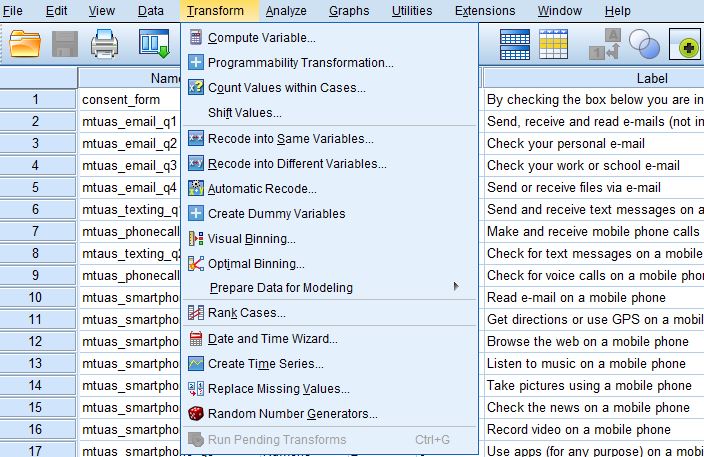 File Edit View Data Transform Analyze Graphs Utilities Extensions Window Help
Name Label
Compute Variable...
Programmability Transformation...
Count Values within Cases...
Shift Values...
Recode into Same Variables...
Recode into Different Variables...
Automatic Recode...
Create Dummy Variables
Visual Binning...
Optimal Binning...
Prepare Data for Modeling
Rank Cases...
Date and Time Wizard...
Create Time Series...
Replace Missing Values...
Random Number Generators...
Run Pending Transforms Ctrl+G
1 consent_form By checking the box below you are in
2 mtuas_email_q1 Send, receive and read e-mails (not in
3 mtuas_email_q2 Check your personal e-mail
4 mtuas_email_q3 Check your work or school e-mail
5 mtuas_email_q4 Send or receive files via e-mail
6 mtuas_texting_q Send and receive text messages on a
7 mtuas_phonecall Make and receive mobile phone calls
8 mtaus_texting_q Check for text messages on a mobile
9 mtuas_phonecall Check for voice calls on a mobile phon
10 mtuas_smartpho Read e-mail on a mobile phone
11 mtuas_smartpho Get directions or use GPS on a mobile
12 mtuas_smartpho Browse the web on a mobile phone
13 mtuas_smartpho Listen to music on a mobile phone
14 mtuas_smartpho Take pictures using a mobile phone
15 mtuas_smartpho Check the news on a mobile phone
16 mtuas_smartpho Record video on a mobile phone
17 mtuas_smartpho Use apps (for any purpose) on a mobil